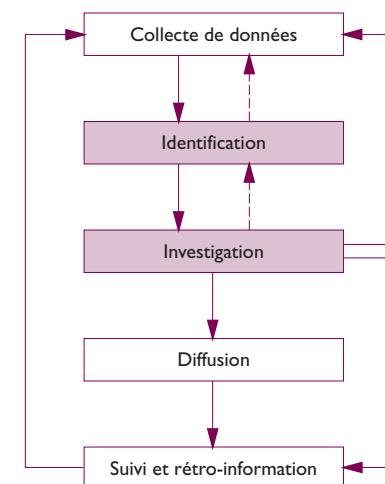 Collecte de données
Identification
Investigation
Diffusion
Suivi et rétro-information